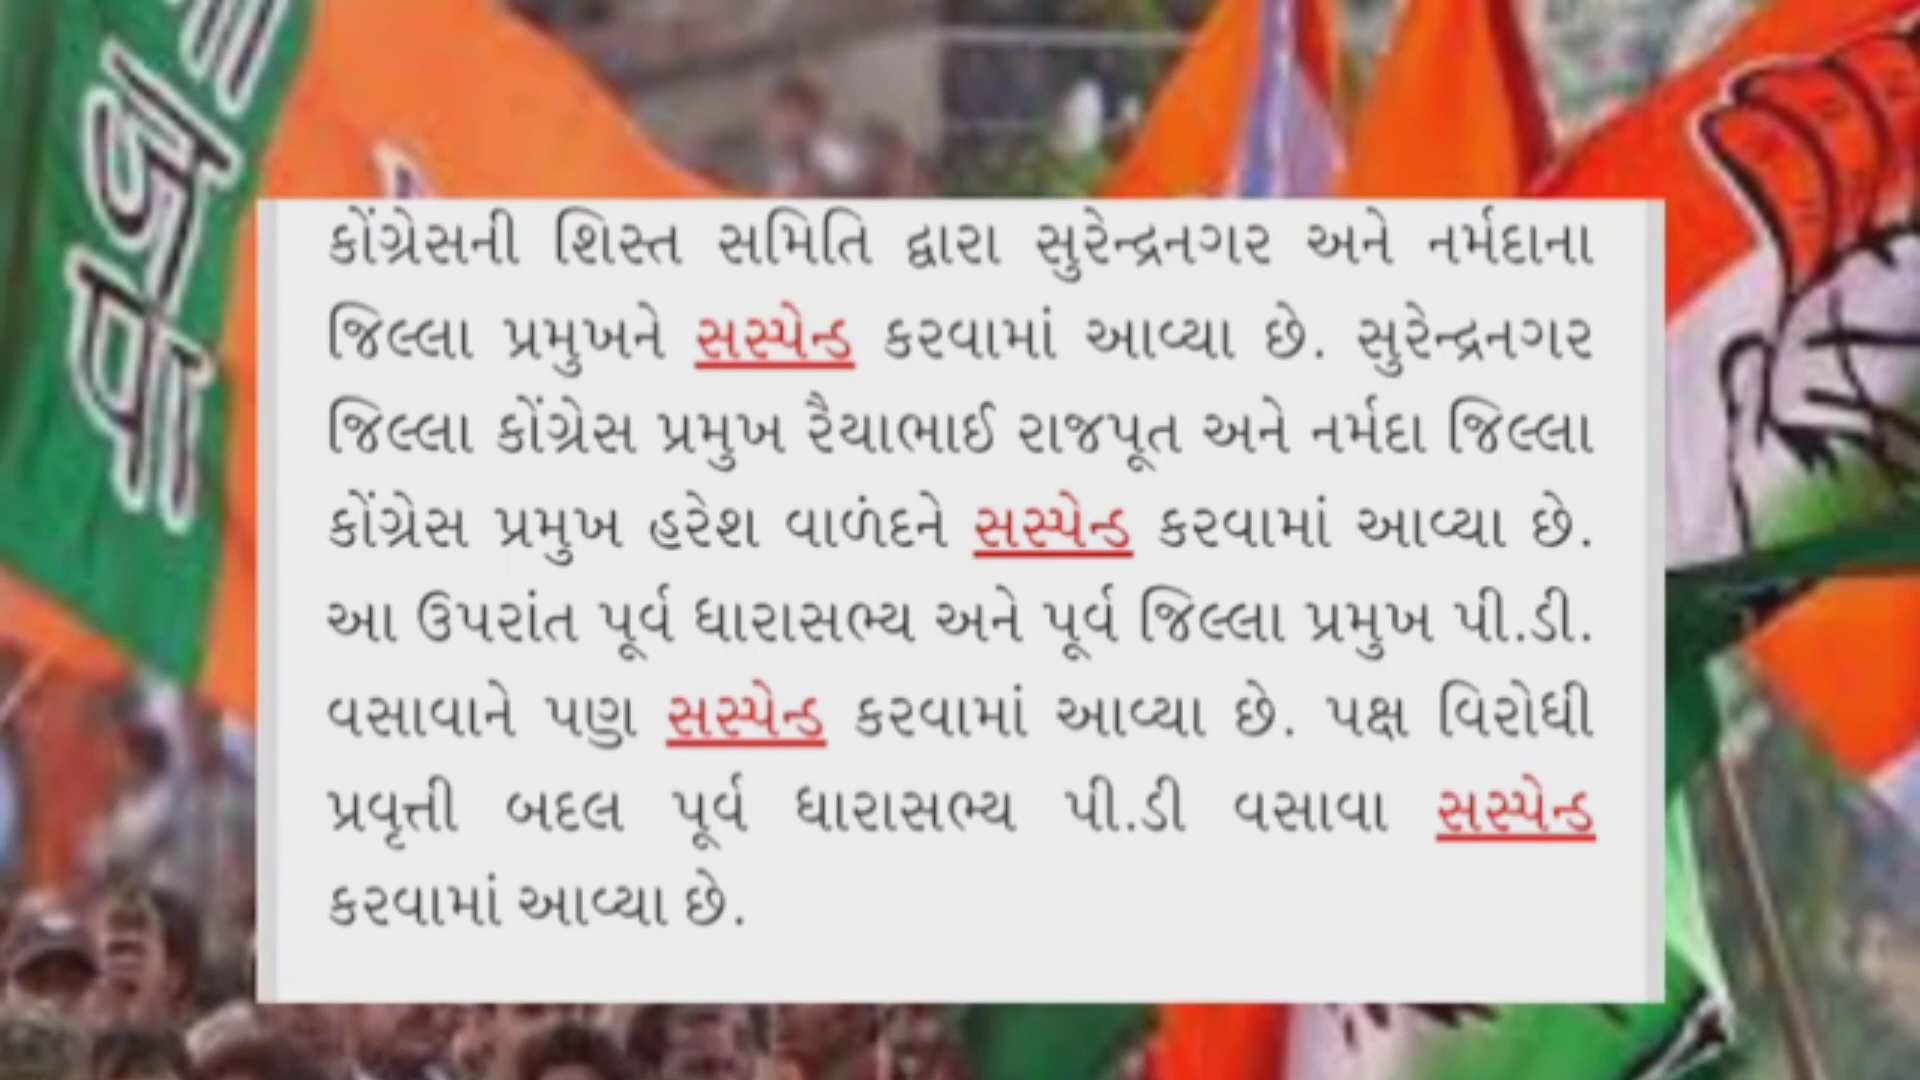 કોંગ્રેસની શિસ્ત સમિતિ દ્વારા સુરેન્દ્રનગર અને નર્મદાના
જિલ્લા પ્રમુખને સસ્પેન્ડ કરવામાં આવ્યા છે. સુરેન્દ્રનગર
જિલ્લા કોંગ્રેસ પ્રમુખ રૈયાભાઈ રાજપૂત અને નર્મદા જિલ્લા
કોંગ્રેસ પ્રમુખ હરેશ વાળંદને સસ્પેન્ડ કરવામાં આવ્યા છે.
આ ઉપરાંત પૂર્વ ધારાસભ્ય અને પૂર્વ જિલ્લા પ્રમુખ પી.ડી.
વસાવાને પણ સસ્પેન્ડ કરવામાં આવ્યા છે. પક્ષ વિરોધી
પ્રવૃત્તી બદલ પૂર્વ ધારાસભ્ય પી.ડી વસાવા સસ્પેન્ડ
કરવામાં આવ્યા છે.